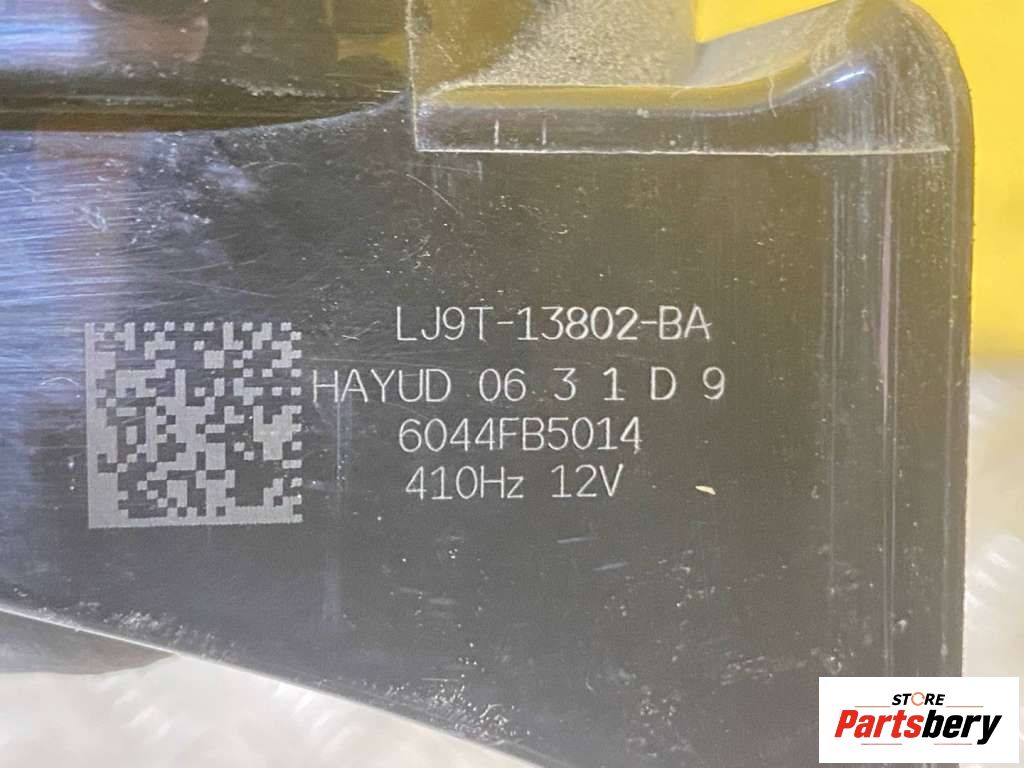 LJ9T-13802-BA
HAYUD 06 3 1 D 9
6044FB5014
410Hz 12V
STORE
Partsbery